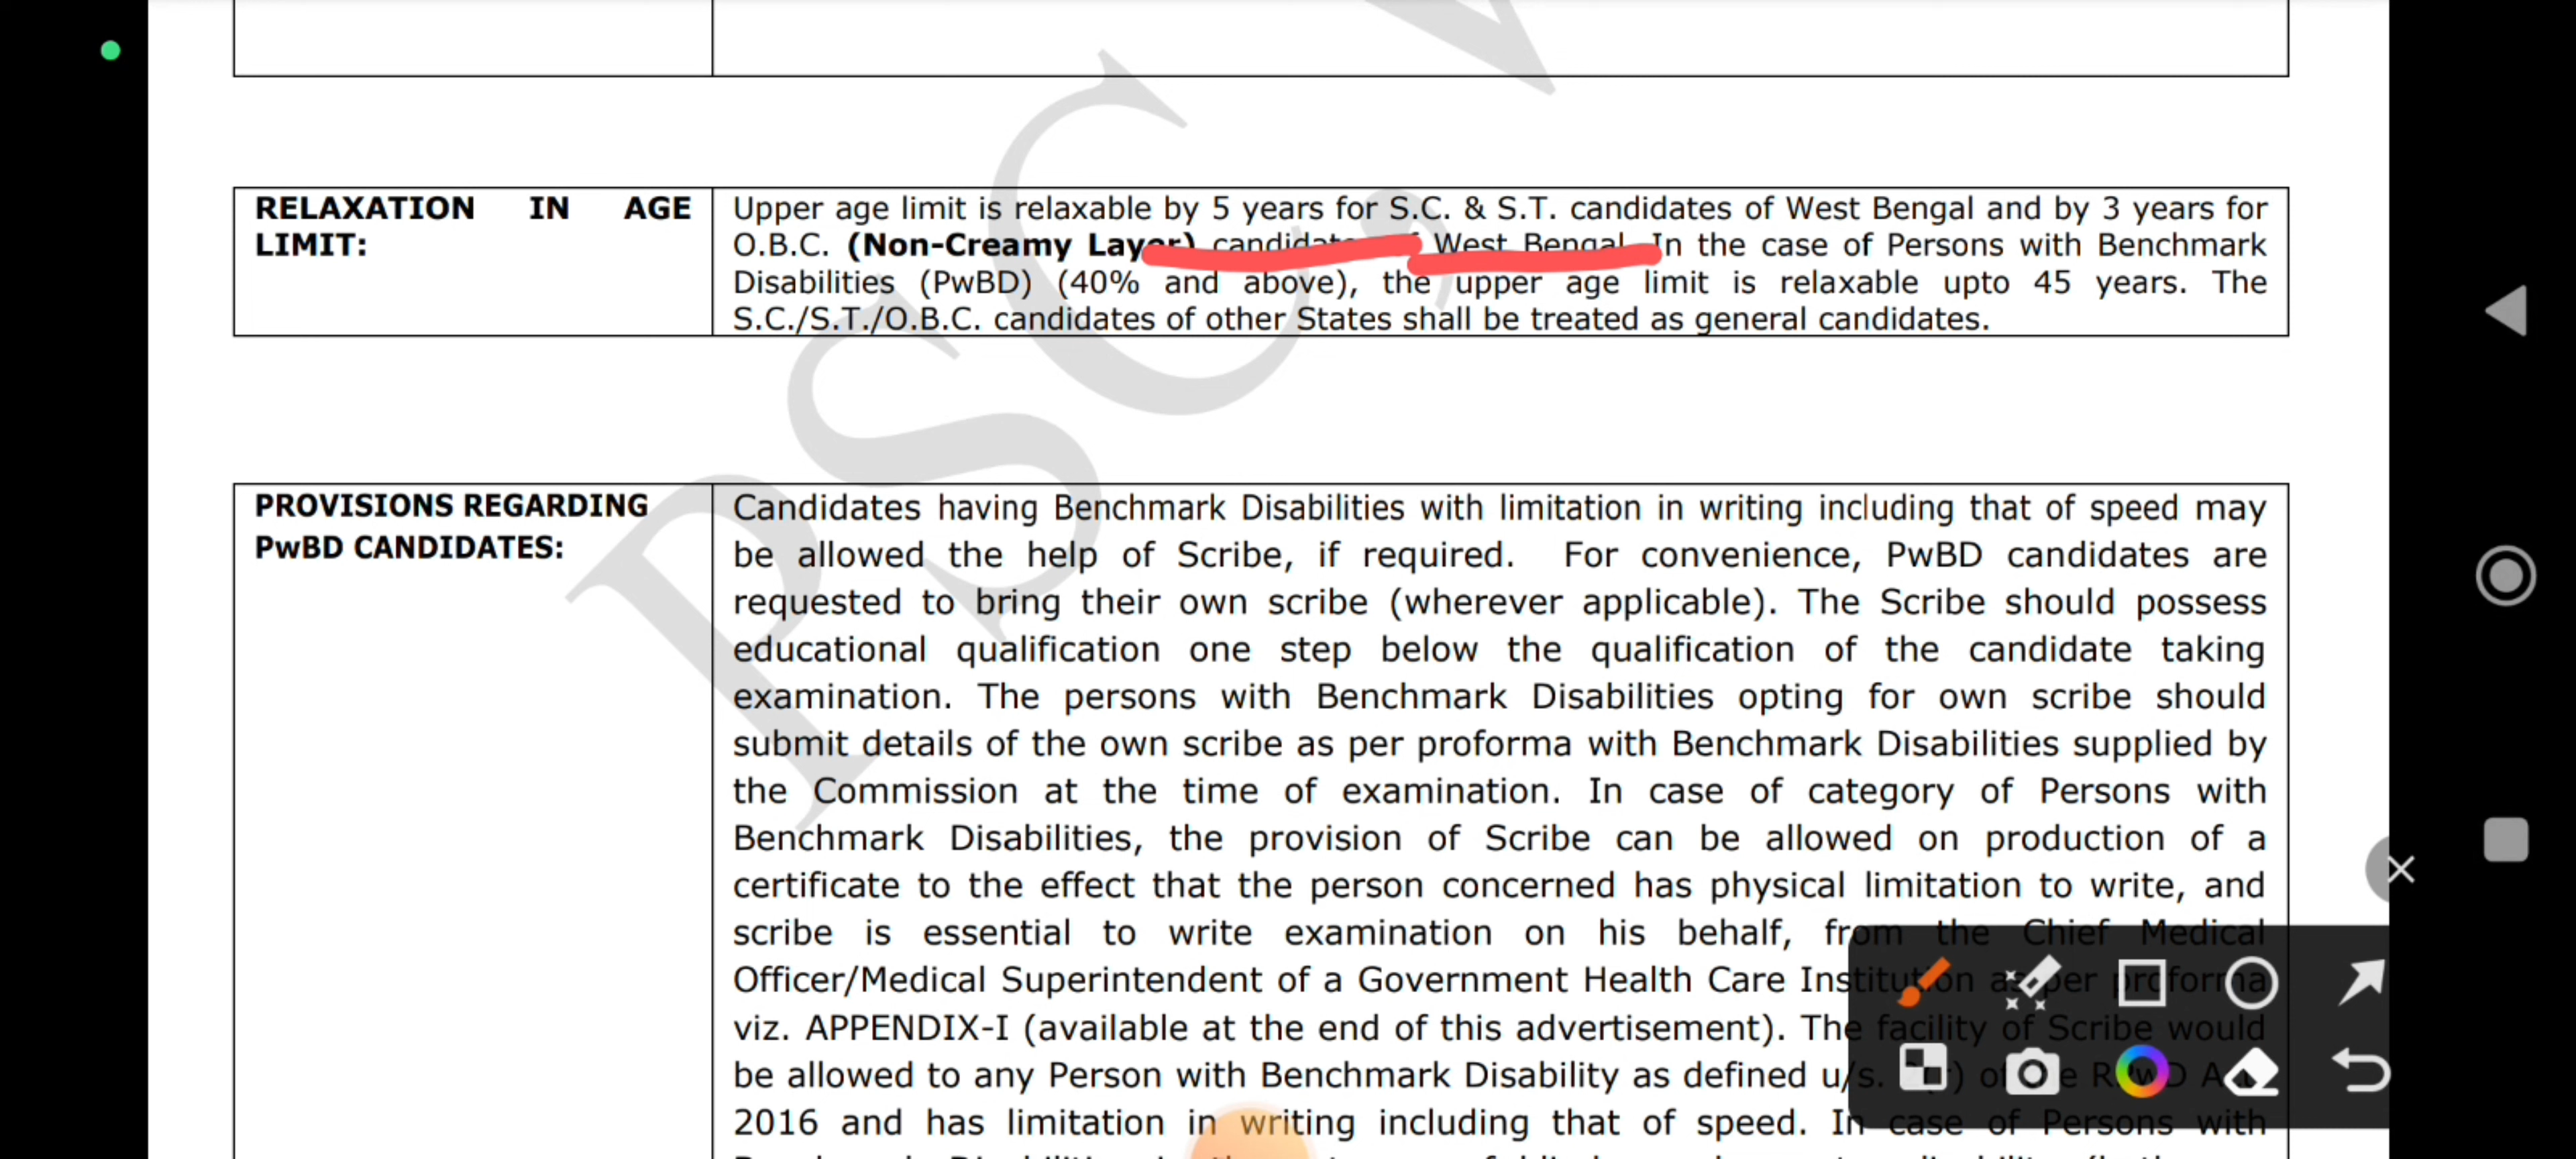 RELAXATION IN AGE
LIMIT:
Upper age limit is relaxable by 5 years for S.C. & S.T. candidates of West Bengal and by 3 years for
O.B.C. (Non-Creamy Layer) candidates of West Bengal. In the case of Persons with Benchmark
Disabilities (PwBD) (40% and above), the upper age limit is relaxable upto 45 years. The
S.C./S.T./O.B.C. candidates of other States shall be treated as general candidates.
PROVISIONS REGARDING
PwBD CANDIDATES:
Candidates having Benchmark Disabilities with limitation in writing including that of speed may
be allowed the help of Scribe, if required. For convenience, PwBD candidates are
requested to bring their own scribe (wherever applicable). The Scribe should possess
educational qualification one step below the qualification of the candidate taking
examination. The persons with Benchmark Disabilities opting for own scribe should
submit details of the own scribe as per proforma with Benchmark Disabilities supplied by
the Commission at the time of examination. In case of category of Persons with
Benchmark Disabilities, the provision of Scribe can be allowed on production of a
certificate to the effect that the person concerned has physical limitation to write, and
scribe is essential to write examination on his behalf, from the Chief Medical
Officer/Medical Superintendent of a Government Health Care Institution as per proforma
viz. APPENDIX-I (available at the end of this advertisement). The facility of Scribe would
be allowed to any Person with Benchmark Disability as defined u/s. of the RPwD Act
2016 and has limitation in writing including that of speed. In case of Persons with
PSC,